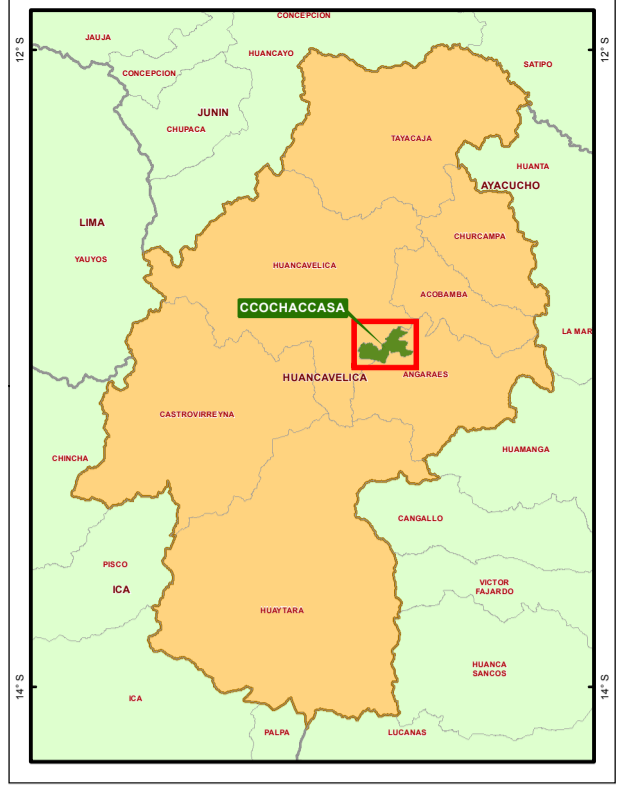 CONCEPCION
JAUJA
HUANCAYO
12° S
12° S
SATIPO
CONCEPCION
JUNIN
CHUPACA
TAYACAJA
HUANTA
AYACUCHO
LIMA
CHURCAMPA
YAUYOS
HUANCAVELICA
ACOBAMBA
CCOCHACCASA
LA MAR
HUANCAVELICA
ANGARAES
CASTROVIRREYNA
HUAMANGA
CHINCHA
CANGALLO
PISCO
ICA
VICTOR
FAJARDO
HUAYTARA
HUANCA
SANCOS
14° S
14° S
ICA
PALPA
LUCANAS